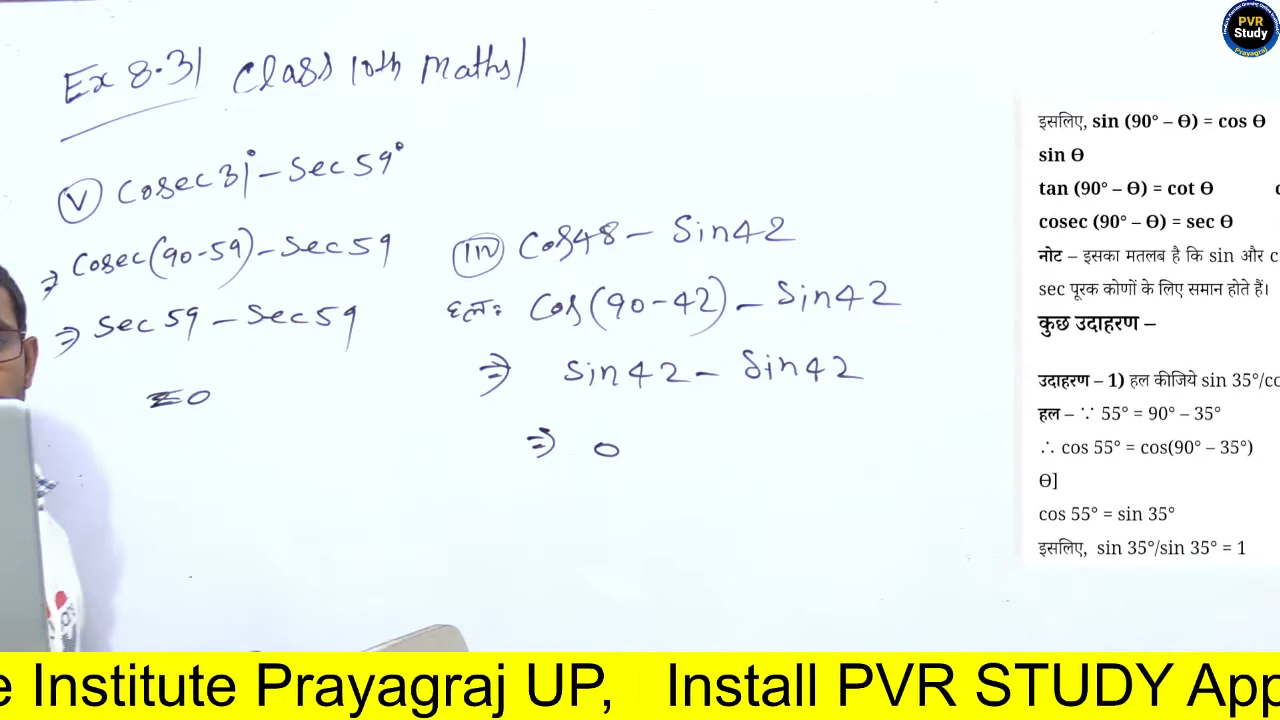 Ex 8.3| Class 10th Maths|
(V) Cosec 31° - Sec 59°
⇒ Cosec (90-59) - Sec 59
⇒ Sec 59 - Sec 59
= 0
Cos 48 - Sin 42
हलः Cos (90-42) - Sin 42
⇒ Sin 42 - Sin 42
⇒ 0
PVR
Study
Prayagraj
इसलिए, sin (90° – Θ) = cos Θ
sin Θ
tan (90° – Θ) = cot Θ
cosec (90° – Θ) = sec Θ
नोट – इसका मतलब है कि sin और c
sec पूरक कोणों के लिए समान होते हैं।
कुछ उदाहरण –
उदाहरण – 1) हल कीजिये sin 35°/co
हल – ∵ 55° = 90° – 35°
∴ cos 55° = cos(90° – 35°)
Θ]
cos 55° = sin 35°
इसलिए, sin 35°/sin 35° = 1
e Institute Prayagraj UP, Install PVR STUDY App